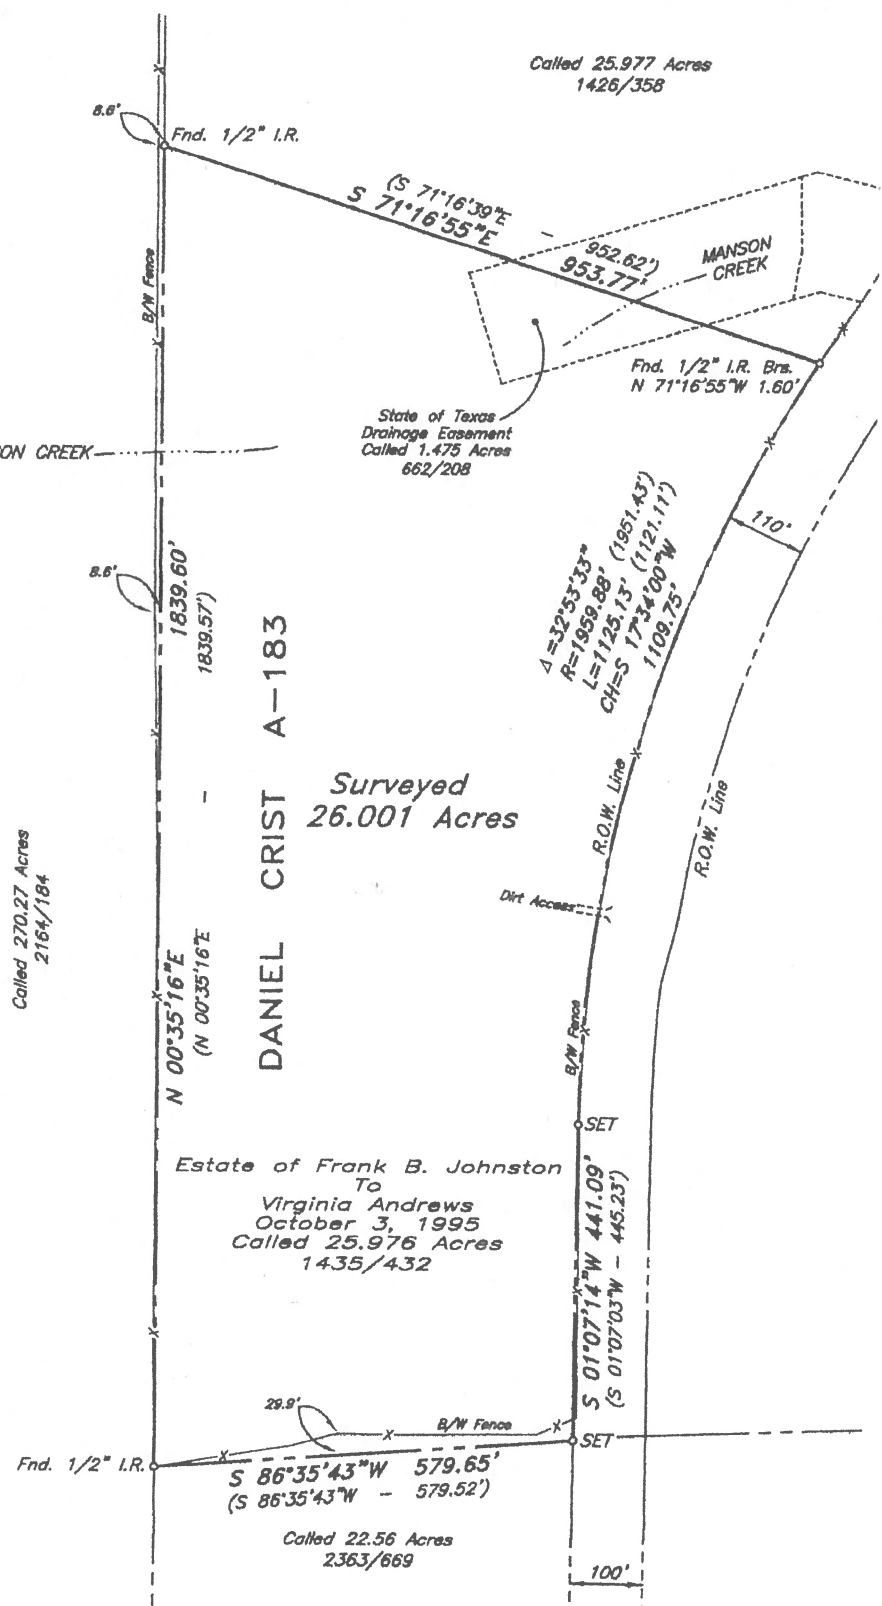 Called 25.977 Acres
1426/358
8.6'
Fnd. 1/2" I.R.
(S 71°16'39"E - 952.62')
S 71°16'55"E 953.77'
MANSON
CREEK
B/W Fence
Fnd. 1/2" I.R. Brs.
N 71°16'55"W 1.60'
State of Texas
Drainage Easement
Called 1.475 Acres
662/208
ON CREEK
110'
8.6'
1839.60'
1839.57')
Δ=32°53'33"
R=1959.88' (1951.43')
L=1125.13' (1121.11')
CH=S 17°34'00"W
1109.75'
DANIEL CRIST A-183
Surveyed
26.001 Acres
R.O.W. Line
R.O.W. Line
Called 270.27 Acres
2164/184
Dirt Access
N 00°35'16"E
(N 00°35'16"E -
B/W Fence
SET
Estate of Frank B. Johnston
To
Virginia Andrews
October 3, 1995
Called 25.976 Acres
1435/432
S 01°07'14"W 441.09'
(S 01°07'03"W - 445.23')
29.9'
B/W Fence
SET
Fnd. 1/2" I.R.
S 86°35'43"W 579.65'
(S 86°35'43"W - 579.52')
Called 22.56 Acres
2363/669
100'